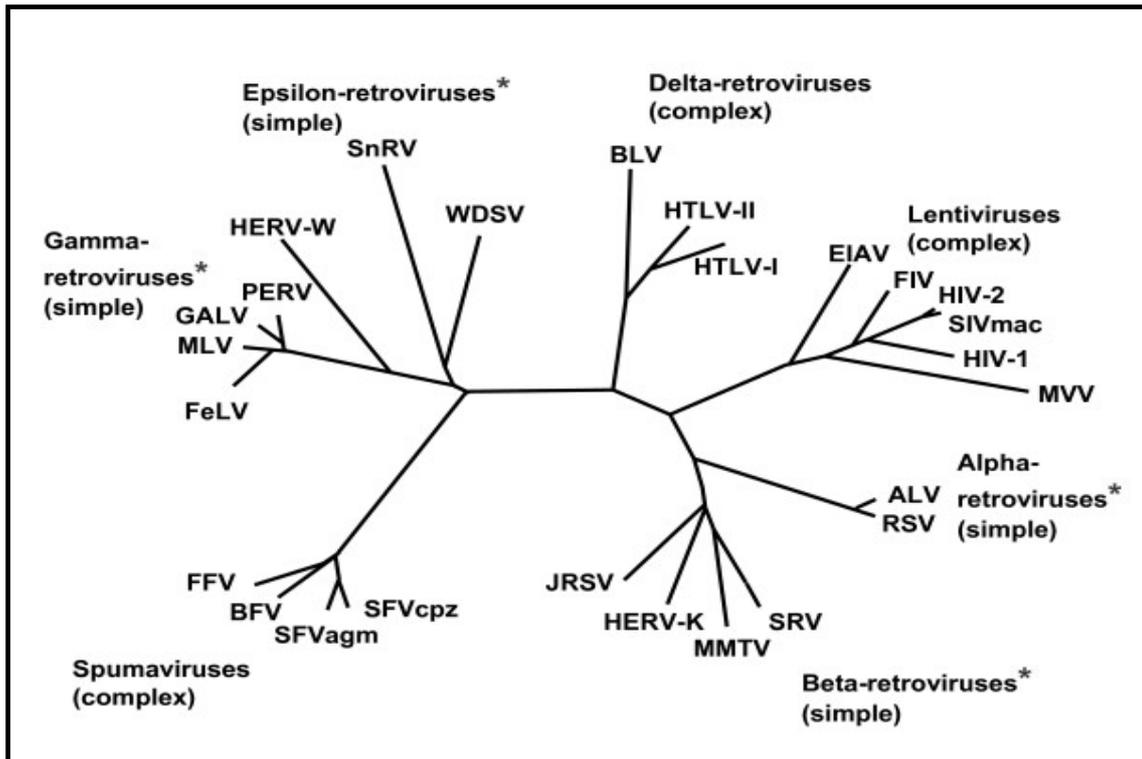 Epsilon-retroviruses*
(simple)
SnRV
WDSV
HERV-W
Gamma-
retroviruses*
(simple)
PERV
GALV
MLV
FeLV
Delta-retroviruses
(complex)
BLV
HTLV-II
HTLV-I
Lentiviruses
(complex)
EIAV
FIV
HIV-2
SIVmac
HIV-1
MVV
Alpha-
retroviruses*
(simple)
ALV
RSV
JRSV
HERV-K
MMTV
SRV
Beta-retroviruses*
(simple)
FFV
BFV
SFVagm
SFVcpz
Spumaviruses
(complex)